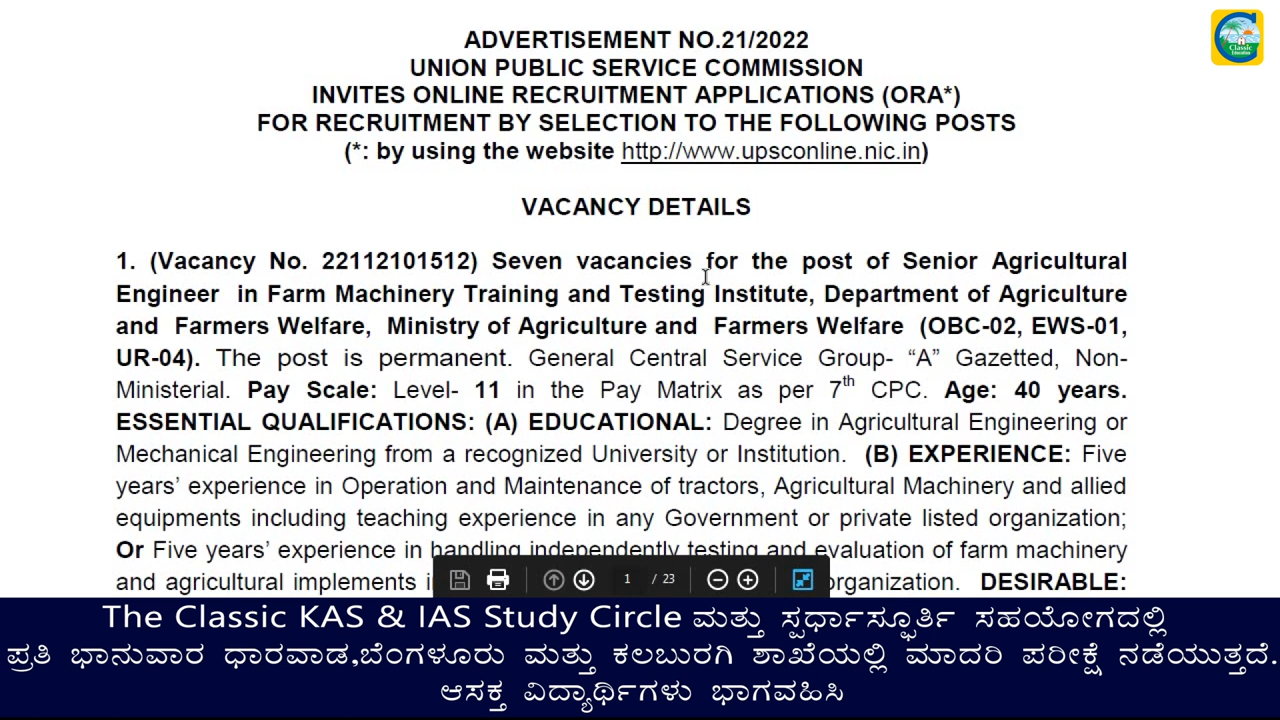 ADVERTISEMENT NO.21/2022
UNION PUBLIC SERVICE COMMISSION
INVITES ONLINE RECRUITMENT APPLICATIONS (ORA*)
FOR RECRUITMENT BY SELECTION TO THE FOLLOWING POSTS
(*: by using the website http://www.upsconline.nic.in)
Classic
Education
VACANCY DETAILS
1. (Vacancy No. 22112101512) Seven vacancies for the post of Senior Agricultural
Engineer in Farm Machinery Training and Testing Institute, Department of Agriculture
and Farmers Welfare, Ministry of Agriculture and Farmers Welfare (OBC-02, EWS-01,
UR-04). The post is permanent. General Central Service Group- “A” Gazetted, Non-
Ministerial. Pay Scale: Level- 11 in the Pay Matrix as per 7th CPC. Age: 40 years.
ESSENTIAL QUALIFICATIONS: (A) EDUCATIONAL: Degree in Agricultural Engineering or
Mechanical Engineering from a recognized University or Institution. (B) EXPERIENCE: Five
years’ experience in Operation and Maintenance of tractors, Agricultural Machinery and allied
equipments including teaching experience in any Government or private listed organization;
Or Five years’ experience in handling independently testing and evaluation of farm machinery
and agricultural implements organization. DESIRABLE:
1 / 23
The Classic KAS & IAS Study Circle ಮತ್ತು ಸ್ಪರ್ಧಾಸ್ಫೂರ್ತಿ ಸಹಯೋಗದಲ್ಲಿ
ಪ್ರತಿ ಭಾನುವಾರ ಧಾರವಾಡ,ಬೆಂಗಳೂರು ಮತ್ತು ಕಲಬುರಗಿ ಶಾಖೆಯಲ್ಲಿ ಮಾದರಿ ಪರೀಕ್ಷೆ ನಡೆಯುತ್ತದೆ.
ಆಸಕ್ತ ವಿದ್ಯಾರ್ಥಿಗಳು ಭಾಗವಹಿಸಿ